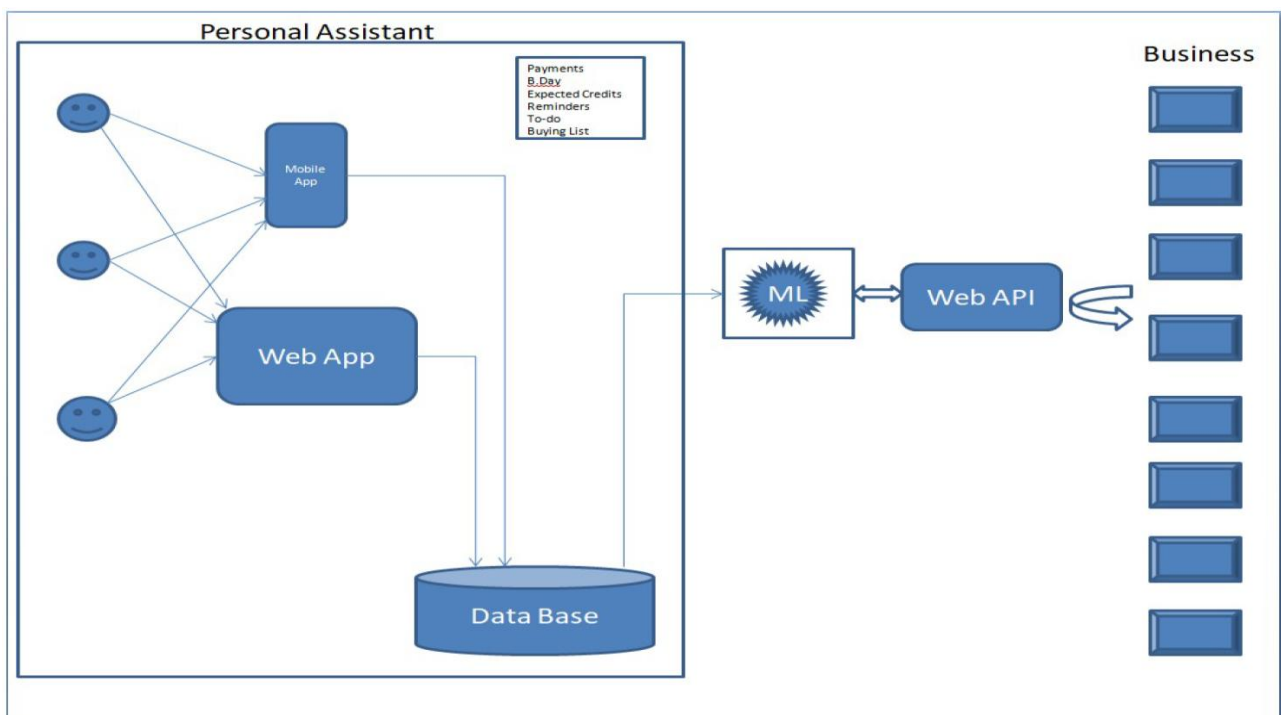 Personal Assistant
Payments
B.Day
Expected Credits
Reminders
To-do
Buying List
Business
Mobile
App
Web App
ML
Web API
Data Base